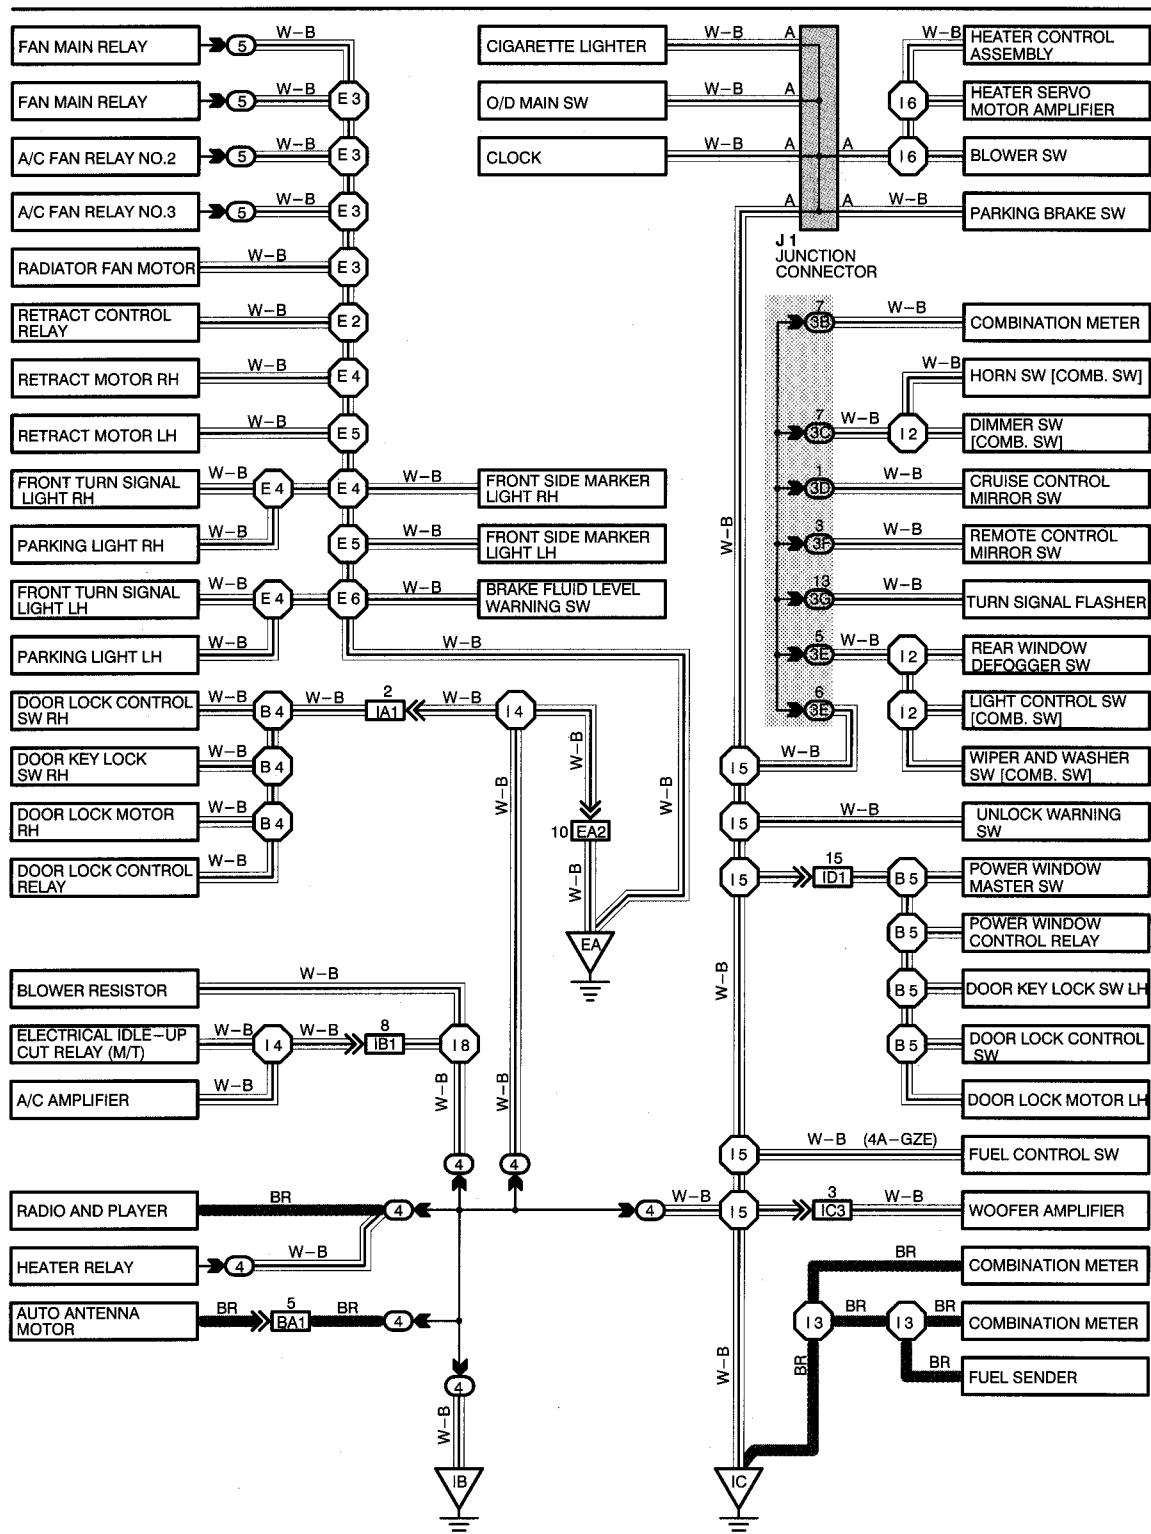 FAN MAIN RELAY
5
W–B
CIGARETTE LIGHTER
W–B
A
W–B
HEATER CONTROL
ASSEMBLY
FAN MAIN RELAY
5
W–B
E3
O/D MAIN SW
W–B
A
I6
HEATER SERVO
MOTOR AMPLIFIER
A/C FAN RELAY NO.2
5
W–B
E3
CLOCK
W–B
A
A
I6
BLOWER SW
A/C FAN RELAY NO.3
5
W–B
E3
A
A
W–B
PARKING BRAKE SW
J1
JUNCTION
CONNECTOR
RADIATOR FAN MOTOR
W–B
E3
RETRACT CONTROL
RELAY
W–B
E2
7
3B
W–B
COMBINATION METER
RETRACT MOTOR RH
W–B
E4
W–B
HORN SW [COMB. SW]
RETRACT MOTOR LH
W–B
E5
7
3C
W–B
I2
DIMMER SW
[COMB. SW]
FRONT TURN SIGNAL
LIGHT RH
W–B
E4
E4
W–B
FRONT SIDE MARKER
LIGHT RH
1
3D
W–B
CRUISE CONTROL
MIRROR SW
PARKING LIGHT RH
W–B
E5
W–B
FRONT SIDE MARKER
LIGHT LH
W–B
3
3F
W–B
REMOTE CONTROL
MIRROR SW
FRONT TURN SIGNAL
LIGHT LH
W–B
E4
E6
W–B
BRAKE FLUID LEVEL
WARNING SW
13
3G
W–B
TURN SIGNAL FLASHER
PARKING LIGHT LH
W–B
W–B
5
3E
W–B
I2
REAR WINDOW
DEFOGGER SW
DOOR LOCK CONTROL
SW RH
W–B
B4
W–B
2
IA1
W–B
I4
6
3E
I2
LIGHT CONTROL SW
[COMB. SW]
DOOR KEY LOCK
SW RH
W–B
B4
W–B
W–B
W–B
I5
W–B
WIPER AND WASHER
SW [COMB. SW]
DOOR LOCK MOTOR
RH
W–B
B4
10
EA2
I5
W–B
UNLOCK WARNING
SW
DOOR LOCK CONTROL
RELAY
W–B
W–B
I5
15
ID1
B5
POWER WINDOW
MASTER SW
EA
B5
POWER WINDOW
CONTROL RELAY
BLOWER RESISTOR
W–B
W–B
B5
DOOR KEY LOCK SW LH
ELECTRICAL IDLE–UP
CUT RELAY (M/T)
W–B
I4
W–B
8
IB1
I8
B5
DOOR LOCK CONTROL
SW
A/C AMPLIFIER
W–B
W–B
W–B
DOOR LOCK MOTOR LH
4
4
I5
W–B (4A–GZE)
FUEL CONTROL SW
RADIO AND PLAYER
BR
4
4
W–B
I5
3
IC3
W–B
WOOFER AMPLIFIER
HEATER RELAY
4
W–B
BR
COMBINATION METER
AUTO ANTENNA
MOTOR
BR
5
BA1
BR
4
I3
BR
I3
BR
COMBINATION METER
4
W–B
BR
BR
FUEL SENDER
W–B
IB
IC